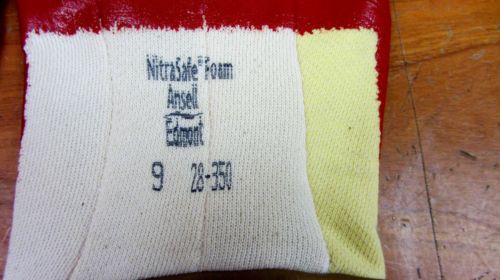 NitraSafe® Foam
Ansell
Edmont
9 28-350